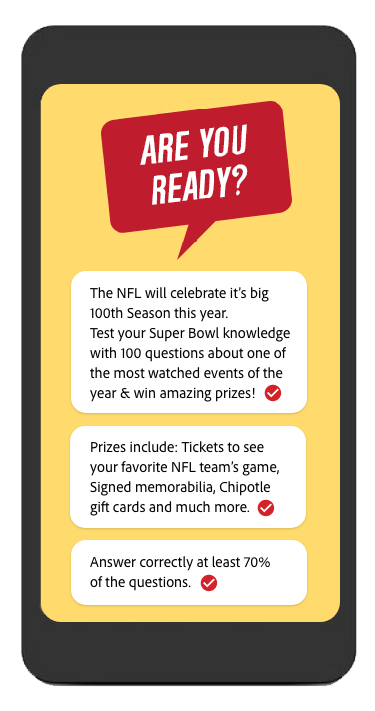 ARE YOU
READY?
The NFL will celebrate it's big
100th Season this year.
Test your Super Bowl knowledge
with 100 questions about one of
the most watched events of the
year & win amazing prizes!
Prizes include: Tickets to see
your favorite NFL team's game,
Signed memorabilia, Chipotle
gift cards and much more.
Answer correctly at least 70%
of the questions.